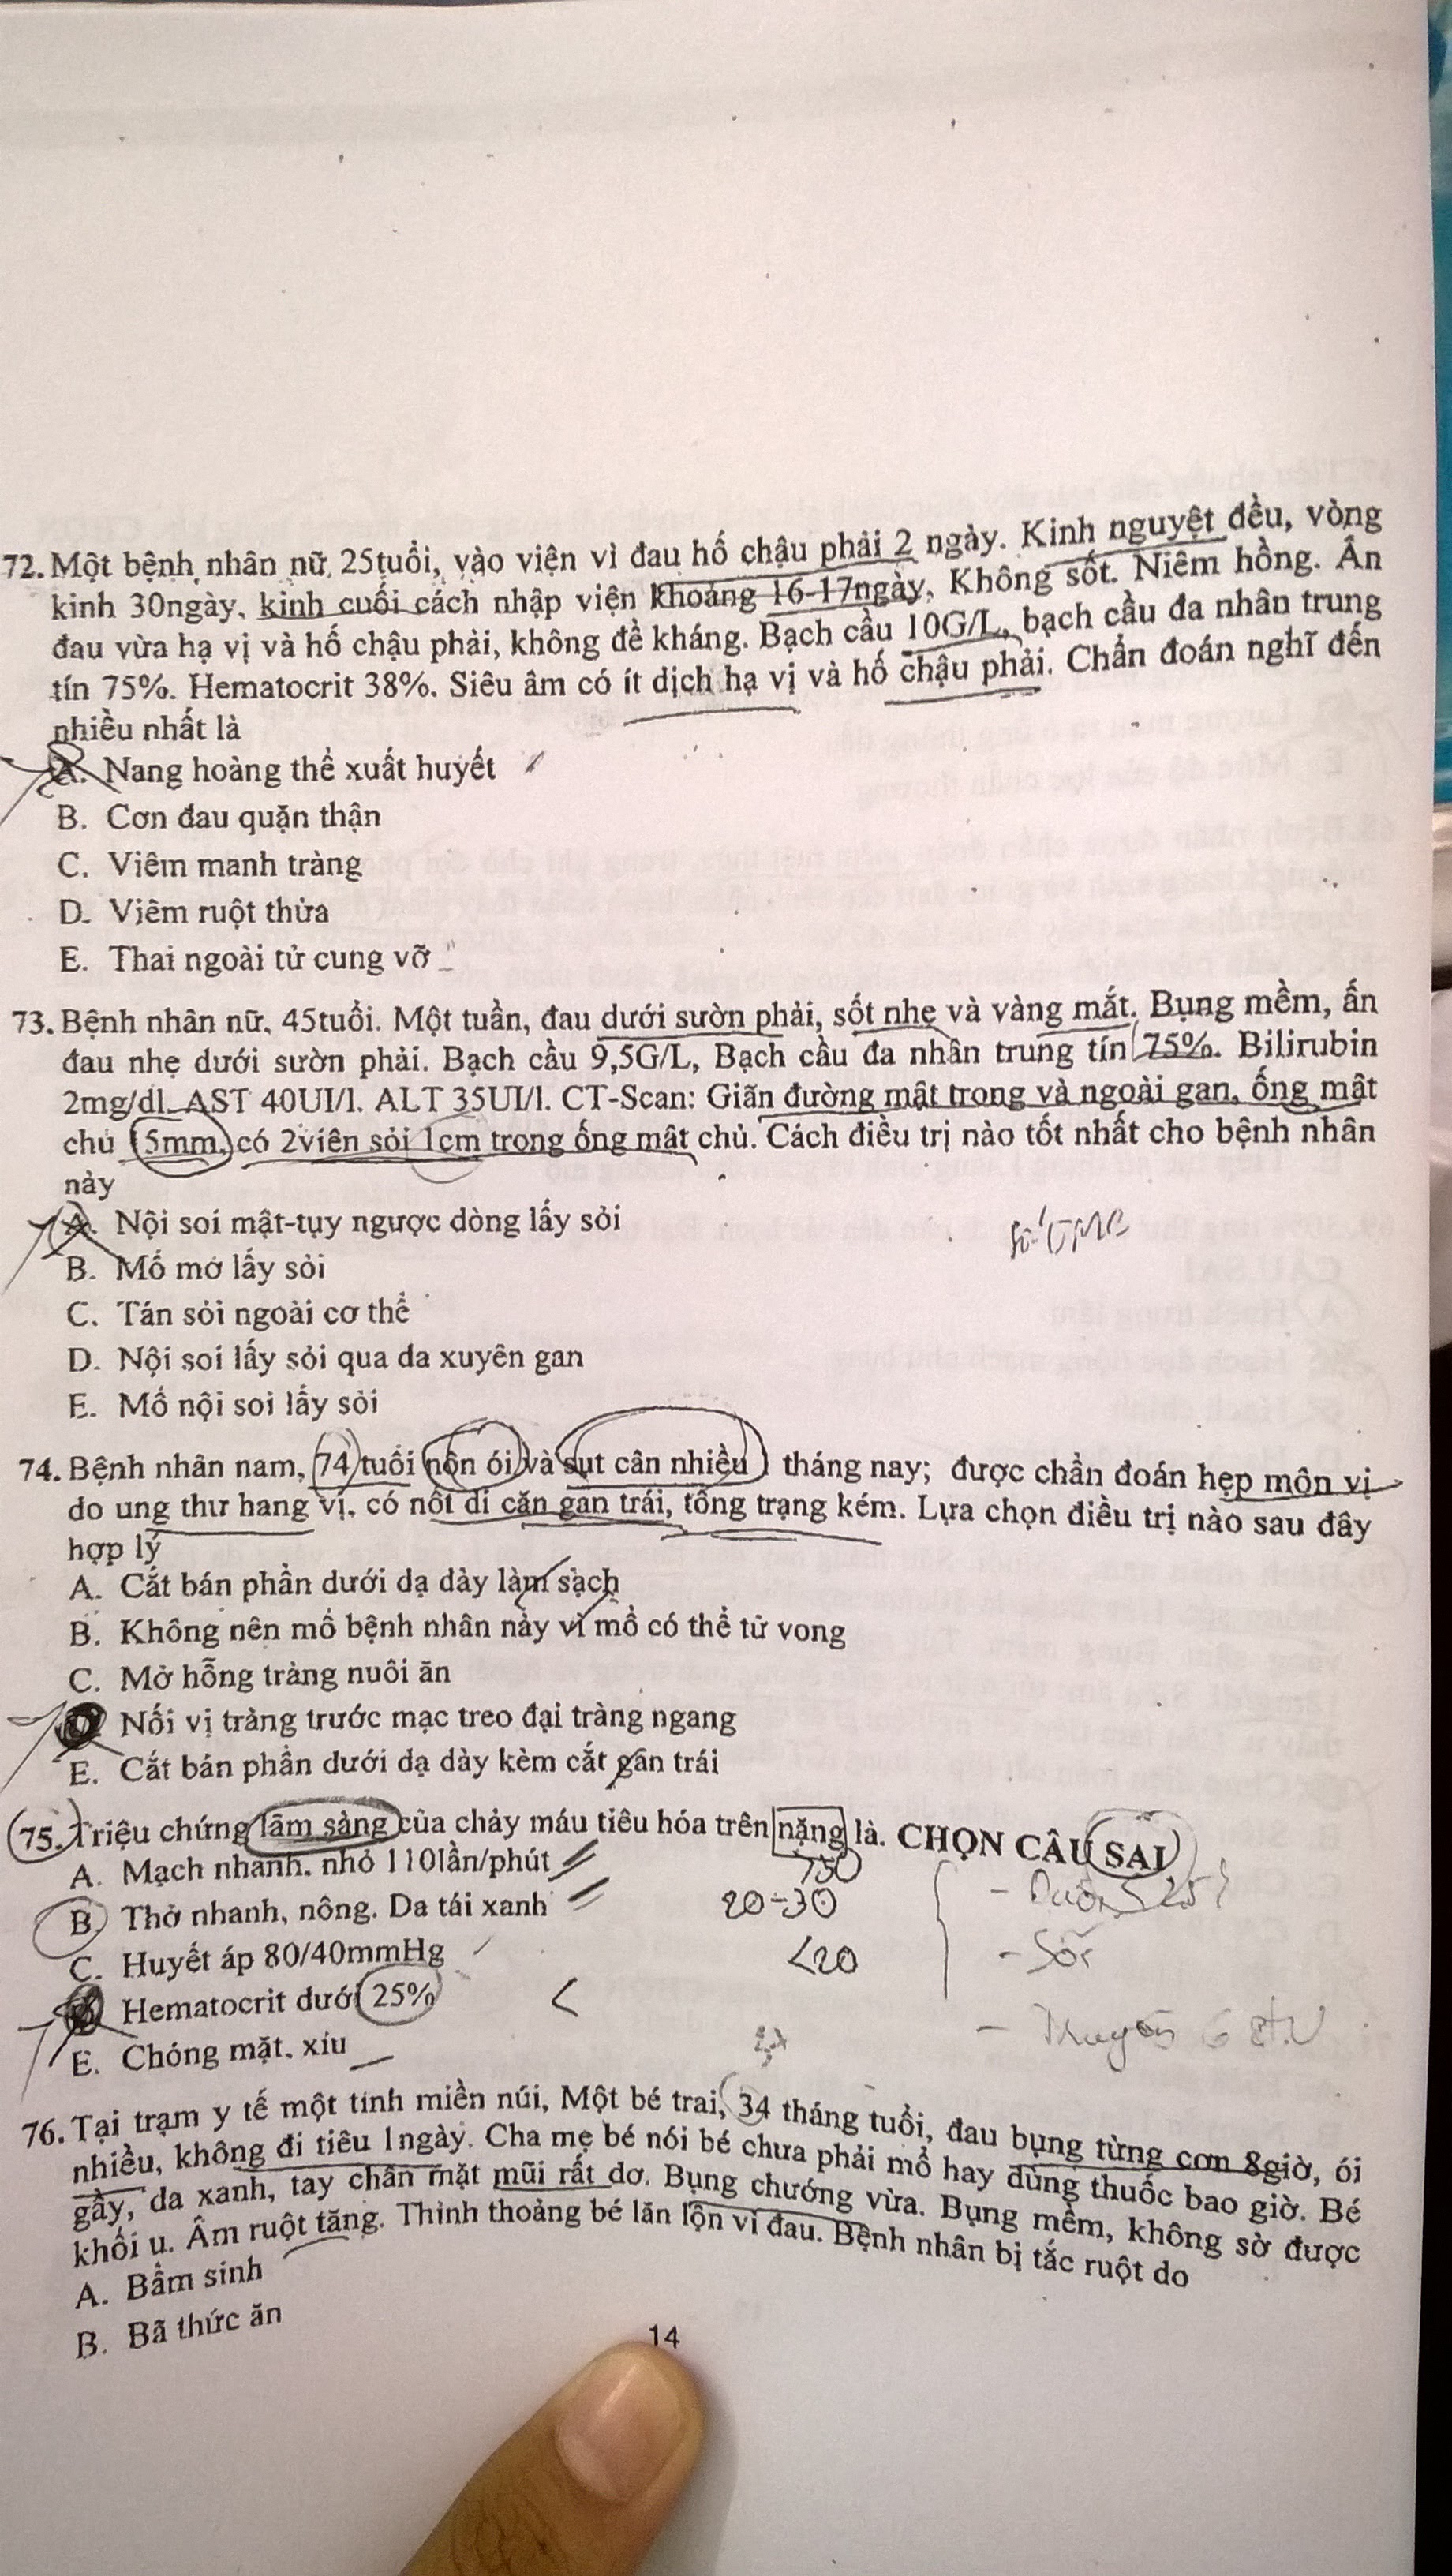 72. Một bệnh nhân nữ, 25tuổi, vào viện vì đau hố chậu phải 2 ngày. Kinh nguyệt đều, vòng
kinh 30ngày, kinh cuối cách nhập viện khoảng 16-17ngày, Không sốt. Niêm hồng. Ấn
đau vừa hạ vị và hố chậu phải, không đề kháng. Bạch cầu 10G/L, bạch cầu đa nhân trung
tín 75%. Hematocrit 38%. Siêu âm có ít dịch hạ vị và hố chậu phải. Chẩn đoán nghĩ đến
nhiều nhất là
A. Nang hoàng thể xuất huyết
B. Cơn đau quặn thận
C. Viêm manh tràng
D. Viêm ruột thừa
E. Thai ngoài tử cung vỡ
73. Bệnh nhân nữ, 45tuổi. Một tuần, đau dưới sườn phải, sốt nhẹ và vàng mắt. Bụng mềm, ấn
đau nhẹ dưới sườn phải. Bạch cầu 9,5G/L, Bạch cầu đa nhân trung tín 75%. Bilirubin
2mg/dl. AST 40UI/l. ALT 35UI/l. CT-Scan: Giãn đường mật trong và ngoài gan, ống mật
chủ 15mm, có 2viên sỏi 1cm trong ống mật chủ. Cách điều trị nào tốt nhất cho bệnh nhân
này
A. Nội soi mật-tụy ngược dòng lấy sỏi
sỏi OMC
B. Mổ mở lấy sỏi
C. Tán sỏi ngoài cơ thể
D. Nội soi lấy sỏi qua da xuyên gan
E. Mổ nội soi lấy sỏi
74. Bệnh nhân nam, 74 tuổi nôn ói và sụt cân nhiều 1 tháng nay; được chẩn đoán hẹp môn vị
do ung thư hang vị, có nốt di căn gan trái, tổng trạng kém. Lựa chọn điều trị nào sau đây
hợp lý
A. Cắt bán phần dưới dạ dày làm sạch
B. Không nên mổ bệnh nhân này vì mổ có thể tử vong
C. Mở hỗng tràng nuôi ăn
D. Nối vị tràng trước mạc treo đại tràng ngang
E. Cắt bán phần dưới dạ dày kèm cắt gan trái
75. Triệu chứng lâm sàng của chảy máu tiêu hóa trên nặng là. CHỌN CÂU SAI
A. Mạch nhanh. nhỏ 110lần/phút
B. Thở nhanh, nông. Da tái xanh 20-30
C. Huyết áp 80/40mmHg <20
D. Hematocrit dưới 25% <
E. Chóng mặt. xỉu
76. Tại trạm y tế một tỉnh miền núi, Một bé trai, 34 tháng tuổi, đau bụng từng cơn 8giờ, ói
nhiều, không đi tiêu 1ngày. Cha mẹ bé nói bé chưa phải mổ hay dùng thuốc bao giờ. Bé
gầy, da xanh, tay chân mặt mũi rất dơ. Bụng chướng vừa. Bụng mềm, không sờ được
khối u. Âm ruột tăng. Thỉnh thoảng bé lăn lộn vì đau. Bệnh nhân bị tắc ruột do
A. Bẩm sinh
B. Bã thức ăn
14